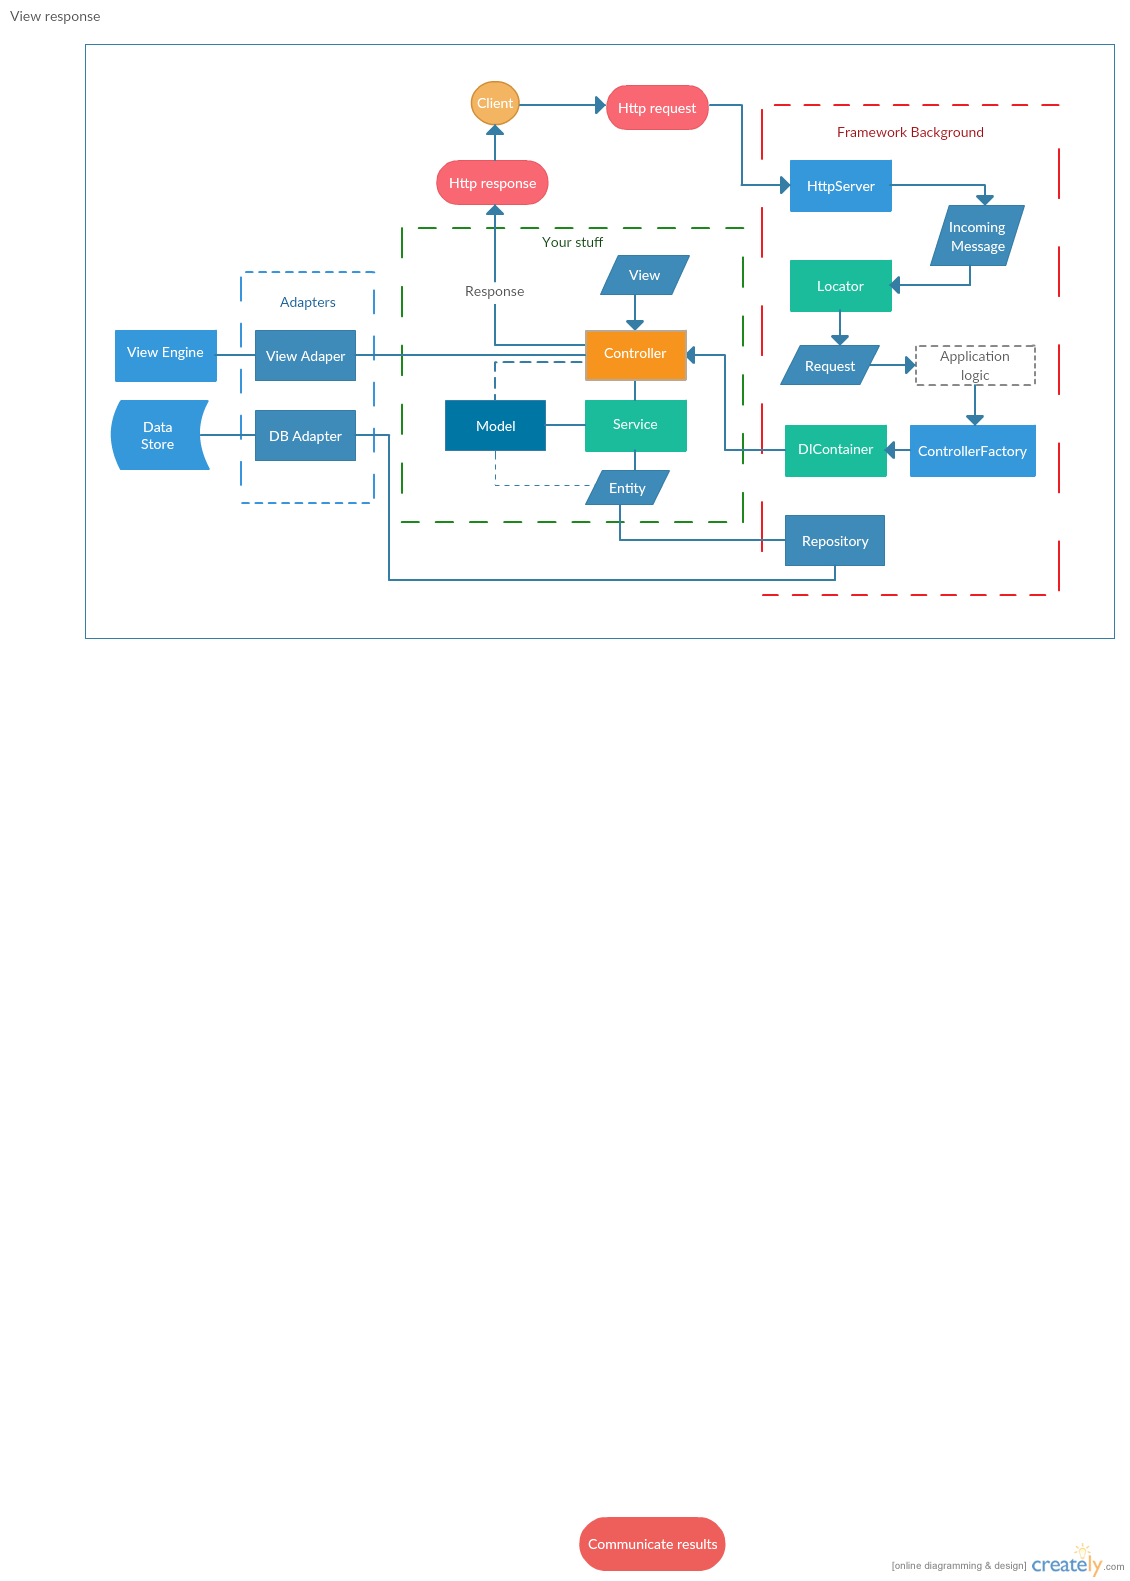 View response
Client
Http request
Framework Background
Http response
HttpServer
Your stuff
Incoming
Message
View
Response
Locator
Adapters
View Engine
View Adaper
Controller
Request
Application
logic
Data
Store
DB Adapter
Model
Service
DIContainer
ControllerFactory
Entity
Repository
Communicate results
[online diagramming & design] creately.com